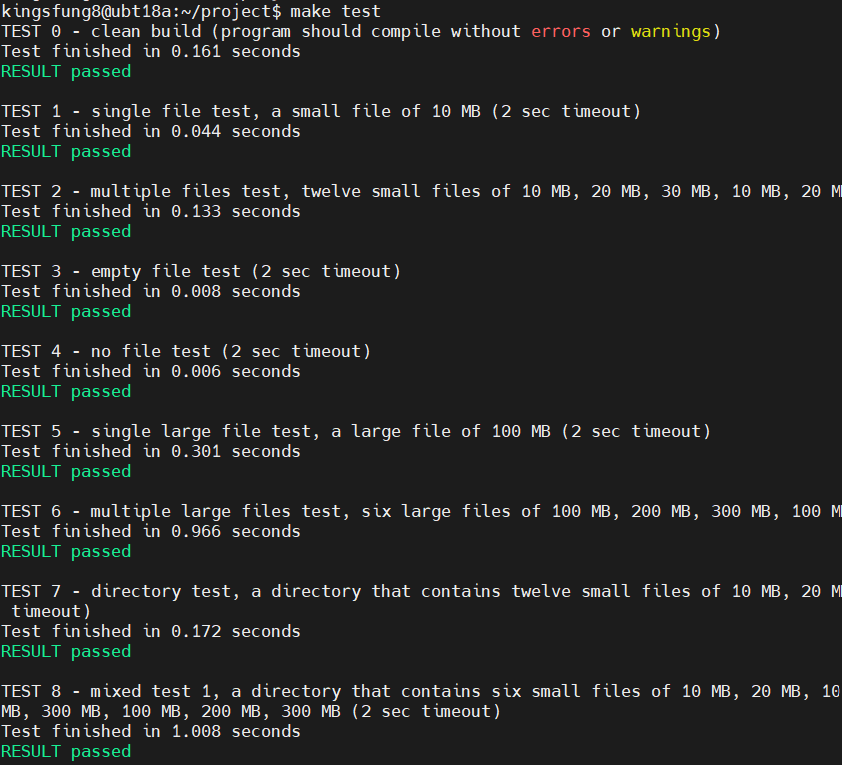 kingsfung8@ubt18a:~/project$ make test
TEST 0 - clean build (program should compile without errors or warnings)
Test finished in 0.161 seconds
RESULT passed
TEST 1 - single file test, a small file of 10 MB (2 sec timeout)
Test finished in 0.044 seconds
RESULT passed
TEST 2 - multiple files test, twelve small files of 10 MB, 20 MB, 30 MB, 10 MB, 20 M
Test finished in 0.133 seconds
RESULT passed
TEST 3 - empty file test (2 sec timeout)
Test finished in 0.008 seconds
RESULT passed
TEST 4 - no file test (2 sec timeout)
Test finished in 0.006 seconds
RESULT passed
TEST 5 - single large file test, a large file of 100 MB (2 sec timeout)
Test finished in 0.301 seconds
RESULT passed
TEST 6 - multiple large files test, six large files of 100 MB, 200 MB, 300 MB, 100 M
Test finished in 0.966 seconds
RESULT passed
TEST 7 - directory test, a directory that contains twelve small files of 10 MB, 20 M
timeout)
Test finished in 0.172 seconds
RESULT passed
TEST 8 - mixed test 1, a directory that contains six small files of 10 MB, 20 MB, 10
MB, 300 MB, 100 MB, 200 MB, 300 MB (2 sec timeout)
Test finished in 1.008 seconds
RESULT passed